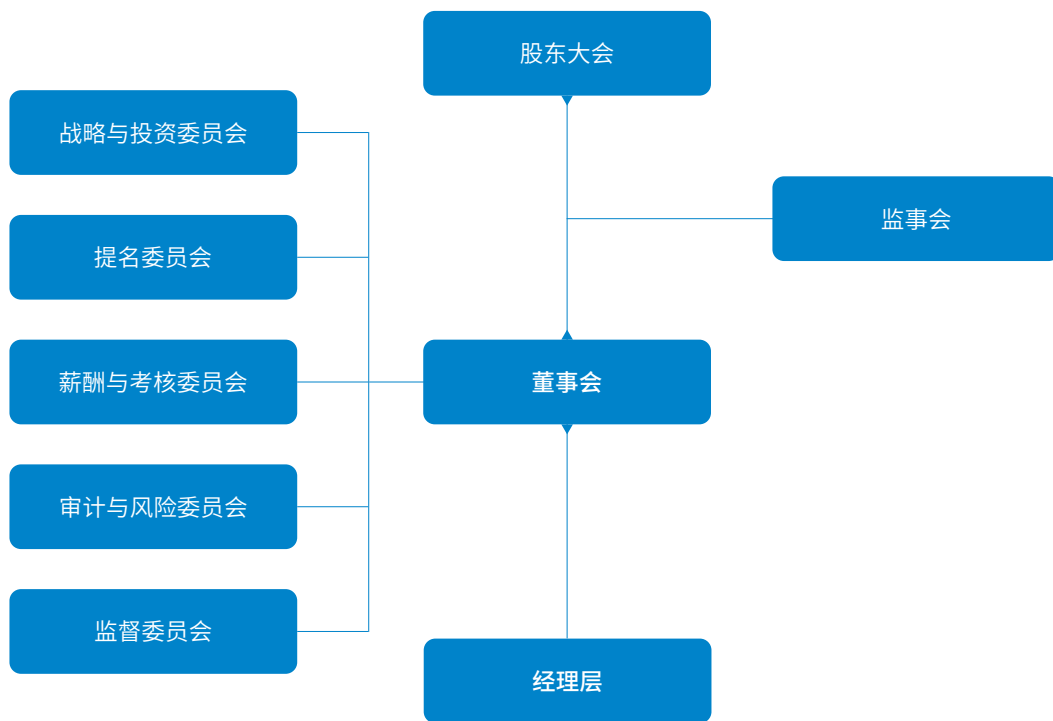 股东大会
战略与投资委员会
监事会
提名委员会
薪酬与考核委员会
董事会
审计与风险委员会
监督委员会
经理层